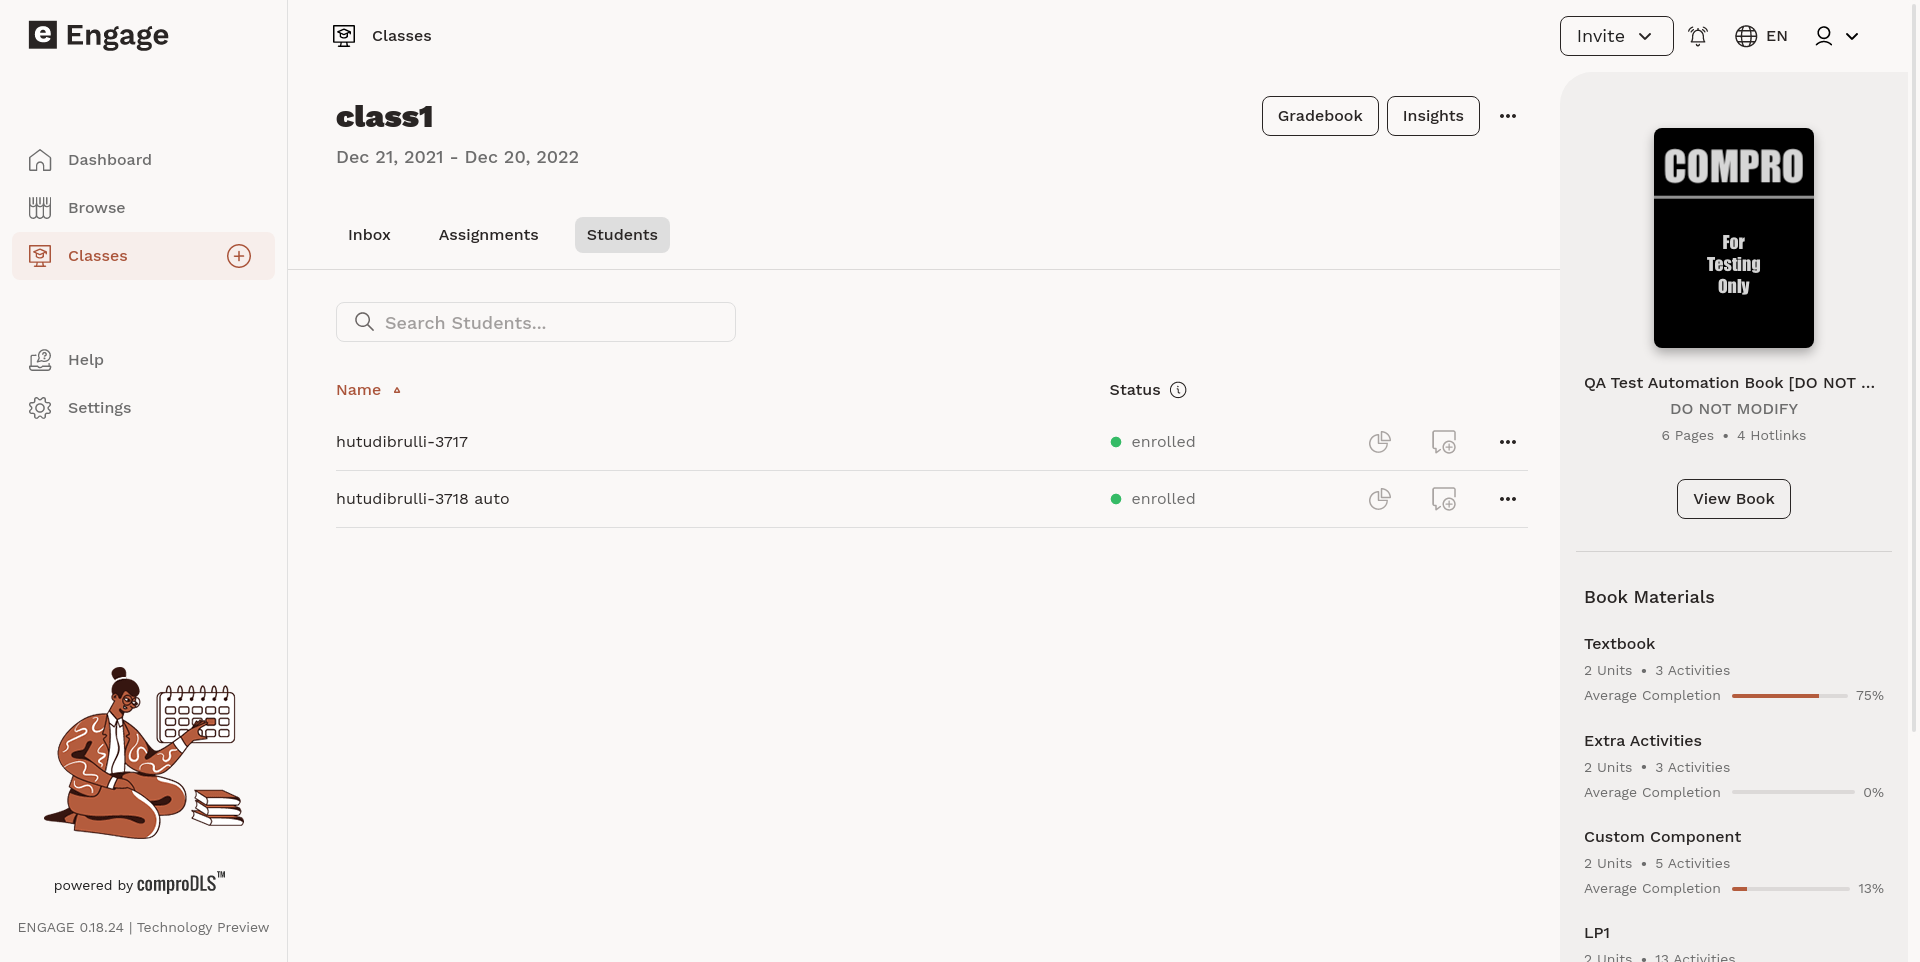 e Engage
Classes
Invite
EN
Dashboard
Browse
Classes
Help
Settings
powered by comproDLS™
ENGAGE 0.18.24 | Technology Preview
class1
Dec 21, 2021 - Dec 20, 2022
Gradebook
Insights
Inbox
Assignments
Students
Search Students...
Name
Status
hutudibrulli-3717
enrolled
hutudibrulli-3718 auto
enrolled
COMPRO
For
Testing
Only
QA Test Automation Book [DO NOT ...
DO NOT MODIFY
6 Pages • 4 Hotlinks
View Book
Book Materials
Textbook
2 Units • 3 Activities
Average Completion 75%
Extra Activities
2 Units • 3 Activities
Average Completion 0%
Custom Component
2 Units • 5 Activities
Average Completion 13%
LP1
2 Units • 13 Activities